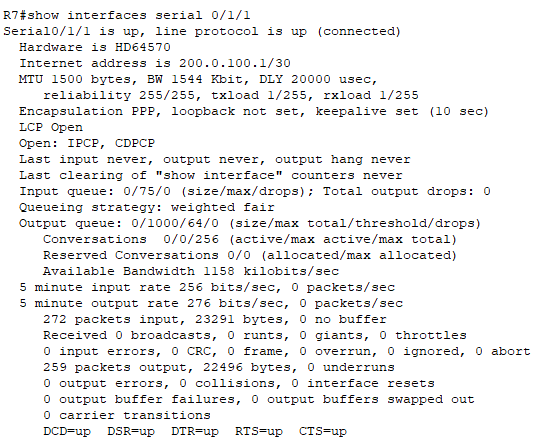 R7#show interfaces serial 0/1/1
Serial0/1/1 is up, line protocol is up (connected)
Hardware is HD64570
Internet address is 200.0.100.1/30
MTU 1500 bytes, BW 1544 Kbit, DLY 20000 usec,
reliability 255/255, txload 1/255, rxload 1/255
Encapsulation PPP, loopback not set, keepalive set (10 sec)
LCP Open
Open: IPCP, CDPCP
Last input never, output never, output hang never
Last clearing of "show interface" counters never
Input queue: 0/75/0 (size/max/drops); Total output drops: 0
Queueing strategy: weighted fair
Output queue: 0/1000/64/0 (size/max total/threshold/drops)
Conversations 0/0/256 (active/max active/max total)
Reserved Conversations 0/0 (allocated/max allocated)
Available Bandwidth 1158 kilobits/sec
5 minute input rate 256 bits/sec, 0 packets/sec
5 minute output rate 276 bits/sec, 0 packets/sec
272 packets input, 23291 bytes, 0 no buffer
Received 0 broadcasts, 0 runts, 0 giants, 0 throttles
0 input errors, 0 CRC, 0 frame, 0 overrun, 0 ignored, 0 abort
259 packets output, 22496 bytes, 0 underruns
0 output errors, 0 collisions, 0 interface resets
0 output buffer failures, 0 output buffers swapped out
0 carrier transitions
DCD=up DSR=up DTR=up RTS=up CTS=up